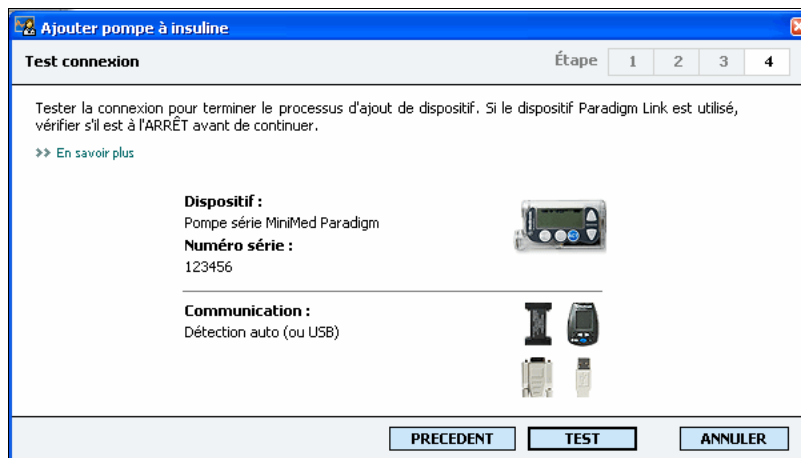 Ajouter pompe à insuline
Test connexion
Étape 1 2 3 4
Tester la connexion pour terminer le processus d'ajout de dispositif. Si le dispositif Paradigm Link est utilisé,
vérifier s'il est à l'ARRÊT avant de continuer.
>> En savoir plus
Dispositif :
Pompe série MiniMed Paradigm
Numéro série :
123456
Communication :
Détection auto (ou USB)
PRECEDENT TEST ANNULER